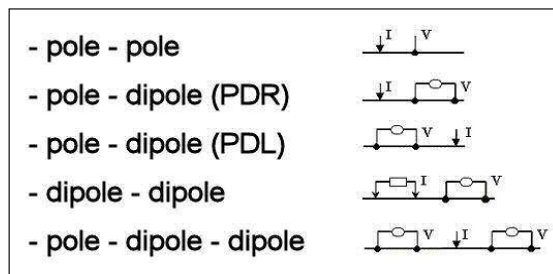 - pole - pole I V
- pole - dipole (PDR) I V
- pole - dipole (PDL) V I
- dipole - dipole I V
- pole - dipole - dipole V I V